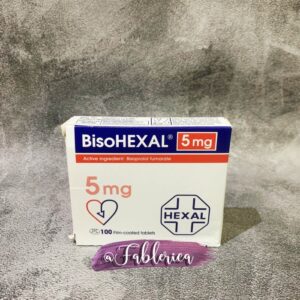 BisoHEXAL® 5 mg
Active ingredient: Bisoprolol fumarate
5 mg
HEXAL
100 film-coated tablets
@Fablerica